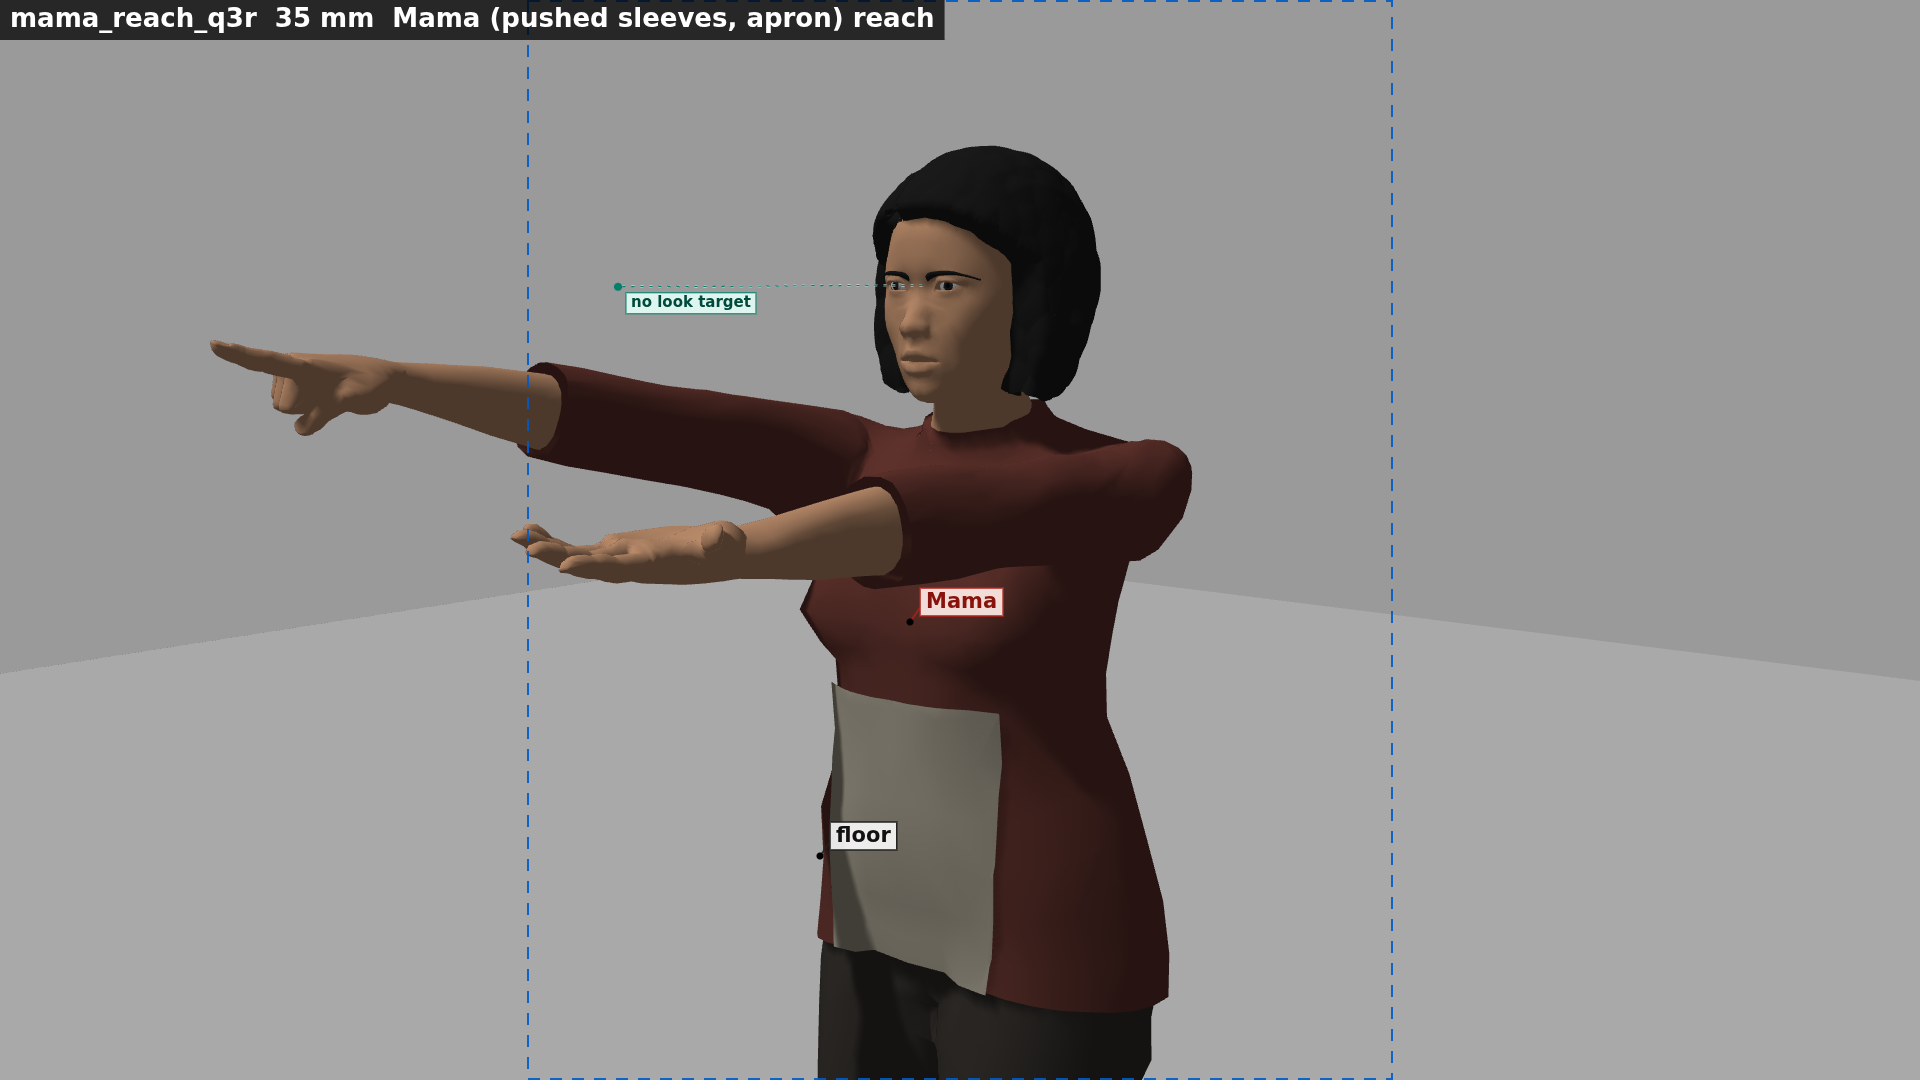 mama_reach_q3r  35 mm  Mama (pushed sleeves, apron) reach
no look target
Mama
floor